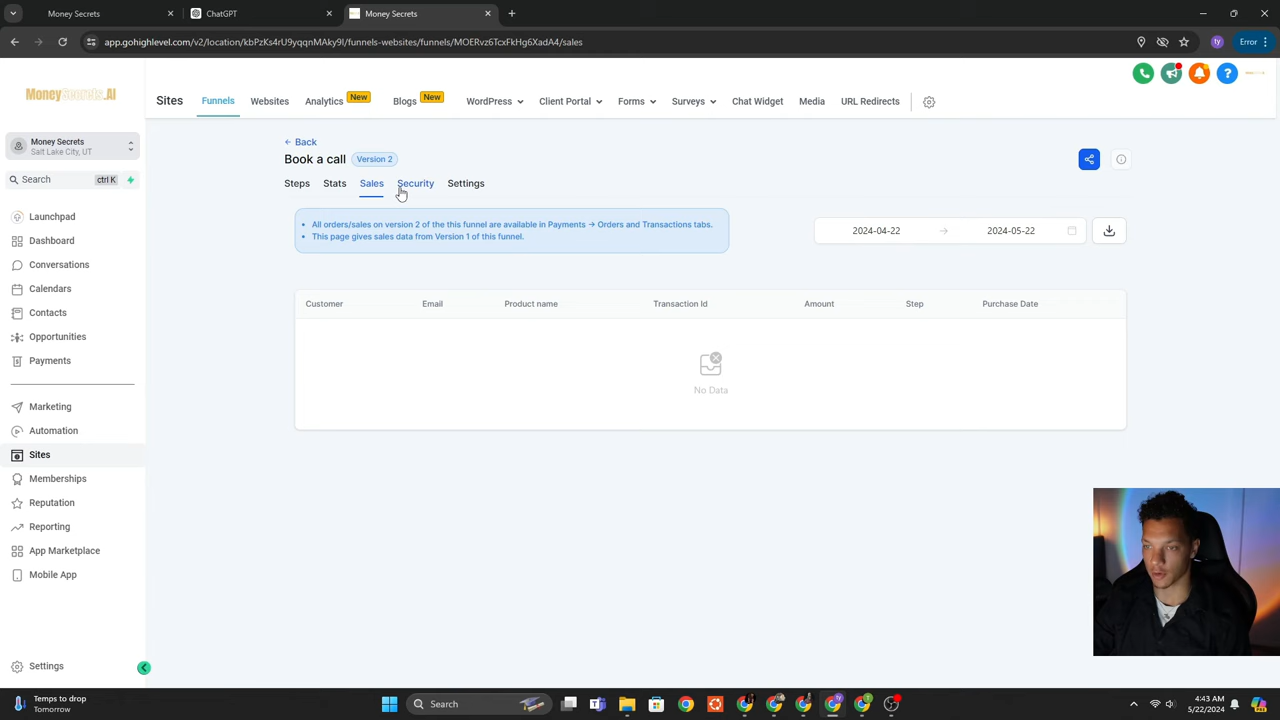 Money Secrets
ChatGPT
Money Secrets
app.gohighlevel.com/v2/location/kbPzKs4rU9yqqnMAky9l/funnels-websites/funnels/MOERvz6TcxFkHg6XadA4/sales
ty
Error
MoneySecrets.AI
Sites
Funnels
Websites
Analytics
New
Blogs
New
WordPress
Client Portal
Forms
Surveys
Chat Widget
Media
URL Redirects
Money Secrets
Salt Lake City, UT
Search
ctrl K
Launchpad
Dashboard
Conversations
Calendars
Contacts
Opportunities
Payments
Marketing
Automation
Sites
Memberships
Reputation
Reporting
App Marketplace
Mobile App
Settings
Back
Book a call
Version 2
Steps
Stats
Sales
Security
Settings
All orders/sales on version 2 of the this funnel are available in Payments → Orders and Transactions tabs.
This page gives sales data from Version 1 of this funnel.
2024-04-22 → 2024-05-22
Customer
Email
Product name
Transaction Id
Amount
Step
Purchase Date
No Data
Temps to drop
Tomorrow
Search
4:43 AM
5/22/2024